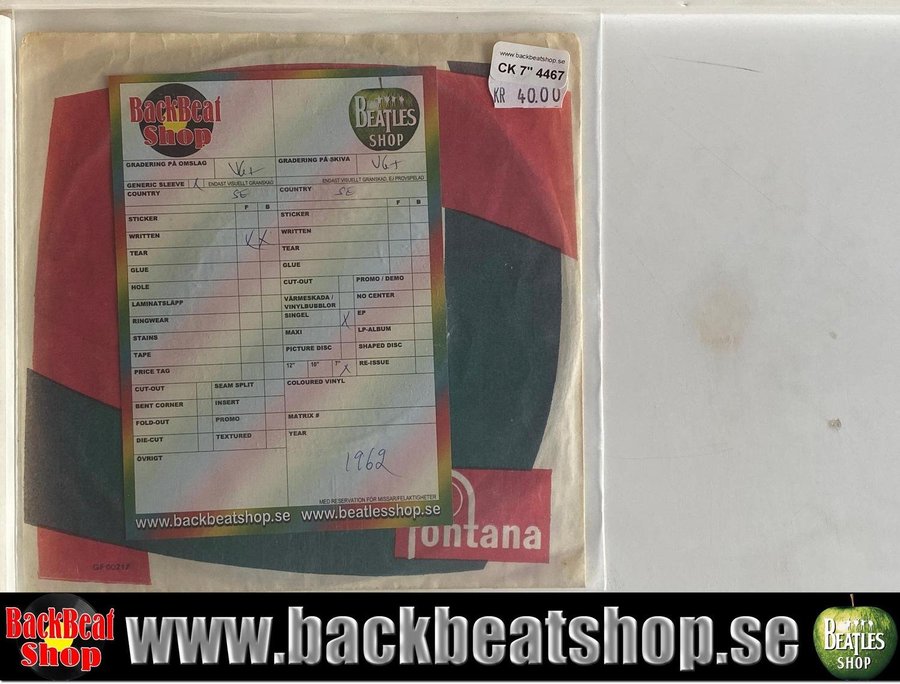 www.backbeatshop.se
CK 7" 4467
KR 40.00
BackBeat Shop
BEATLES SHOP
GRADERING PÅ OMSLAG VG+
GRADERING PÅ SKIVA VG+
GENERIC SLEEVE X ENDAST VISUELLT GRANSKAD
ENDAST VISUELLT GRANSKAD, EJ PROVSPELAD
COUNTRY SE
COUNTRY SE
F B
F B
STICKER
STICKER
WRITTEN X X
WRITTEN
TEAR
TEAR
GLUE
GLUE
HOLE
CUT-OUT
PROMO / DEMO
LAMINATSLÄPP
VÄRMESKADA / VINYLBUBBLOR
NO CENTER
RINGWEAR
SINGEL X
EP
STAINS
MAXI
LP-ALBUM
TAPE
PICTURE DISC
SHAPED DISC
PRICE TAG
12" 10" 7" X
RE-ISSUE
CUT-OUT
SEAM SPLIT
COLOURED VINYL
BENT CORNER
INSERT
FOLD-OUT
PROMO
MATRIX #
DIE-CUT
TEXTURED
YEAR
ÖVRIGT
1962
MED RESERVATION FÖR MISSAR/FELAKTIGHETER
www.backbeatshop.se www.beatlesshop.se
fontana
BackBeat Shop
www.backbeatshop.se
BEATLES SHOP